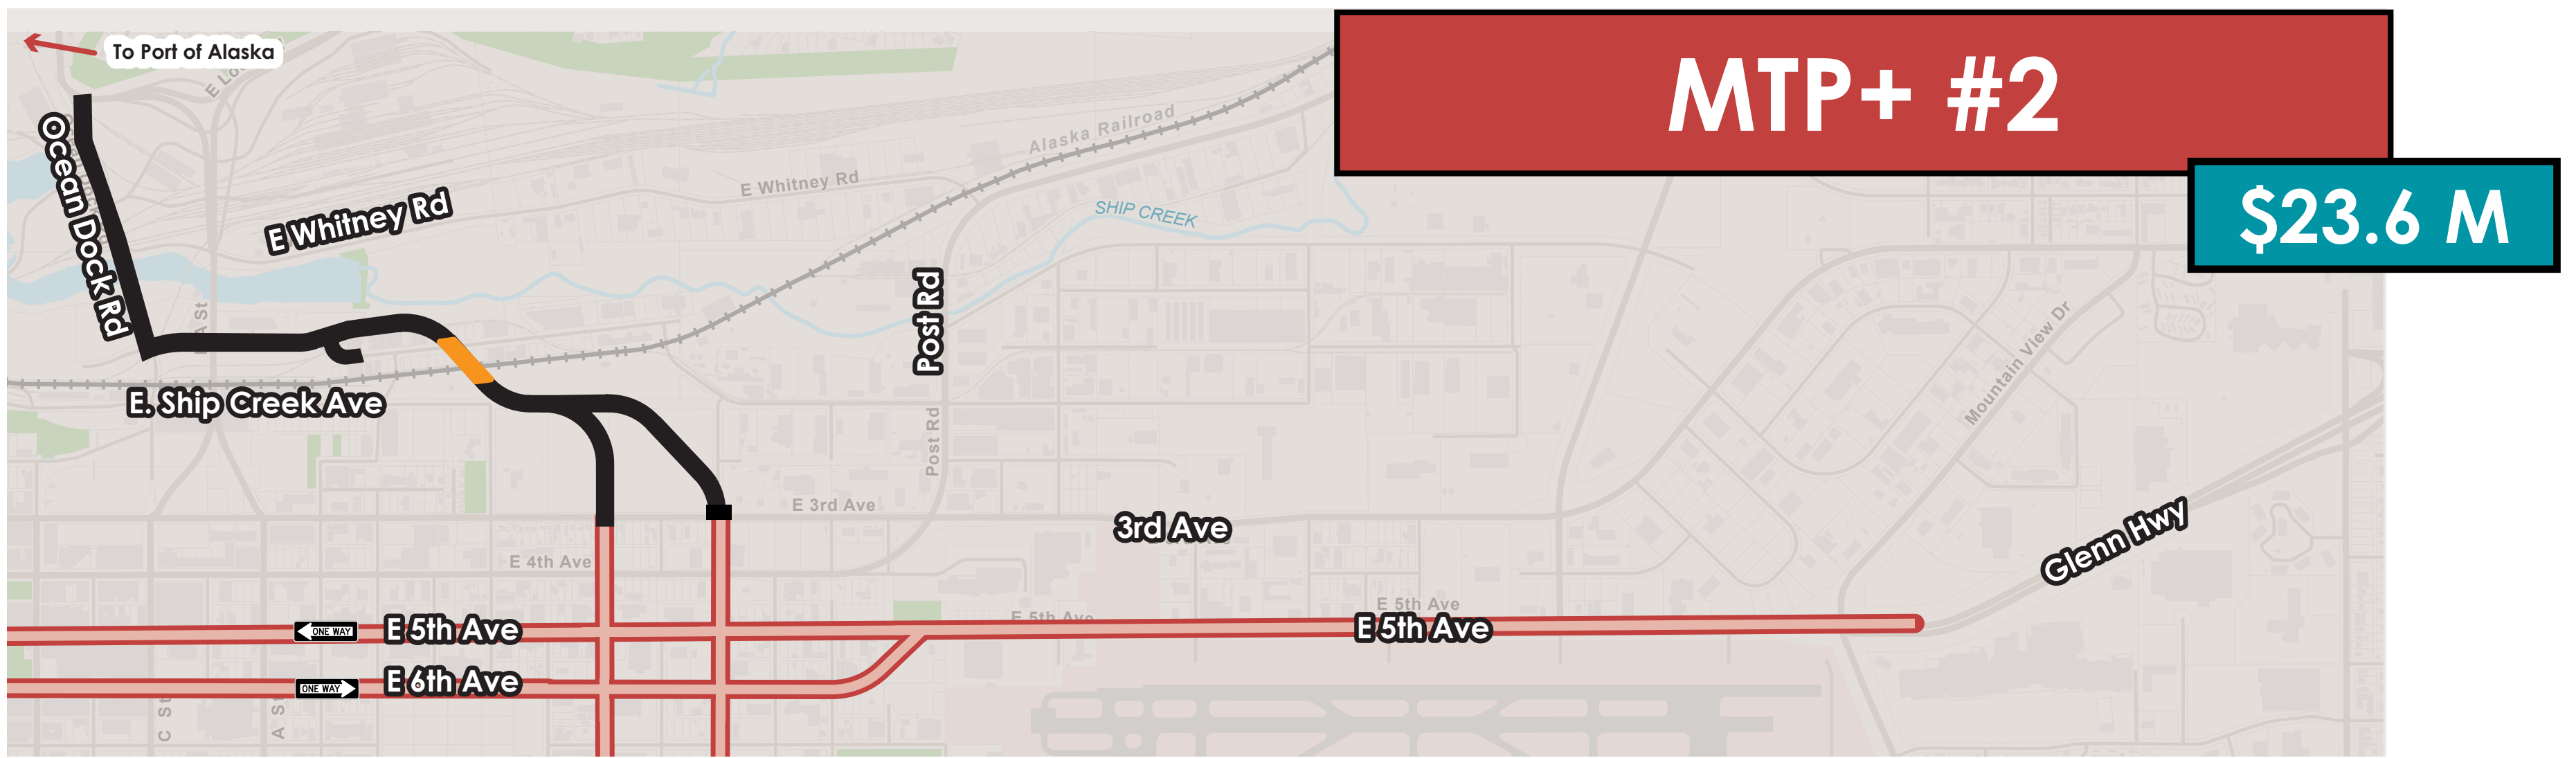 To Port of Alaska
MTP+ #2
$23.6 M
E Lo
Ocean Dock Rd
E Whitney Rd
E Whitney Rd
Alaska Railroad
SHIP CREEK
Post Rd
A St
E. Ship Creek Ave
Mountain View Dr
Post Rd
E 3rd Ave
3rd Ave
Glenn Hwy
E 4th Ave
E 5th Ave
E 5th Ave
ONE WAY
E 5th Ave
E 5th Ave
ONE WAY
E 6th Ave
C St
A St